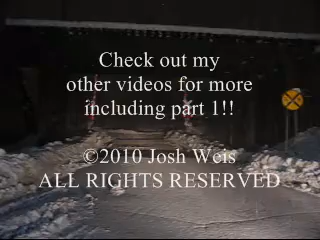 Check out my
other videos for more
including part 1!!
©2010 Josh Weis
ALL RIGHTS RESERVED